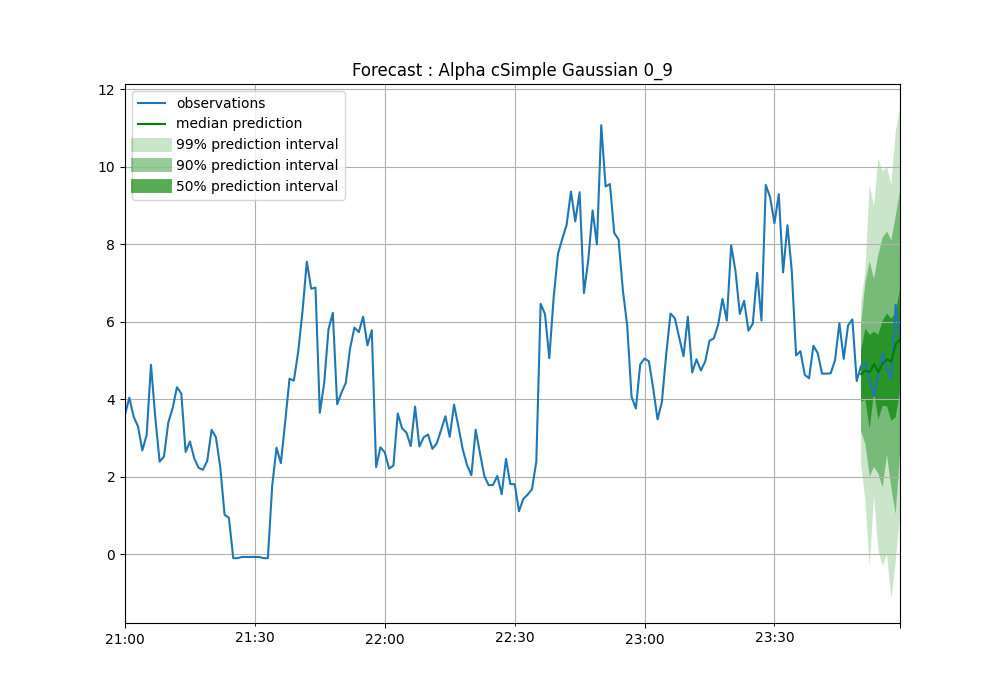 Forecast : Alpha cSimple Gaussian 0_9
12
10
8
6
4
2
0
observations
median prediction
99% prediction interval
90% prediction interval
50% prediction interval
21:00
21:30
22:00
22:30
23:00
23:30